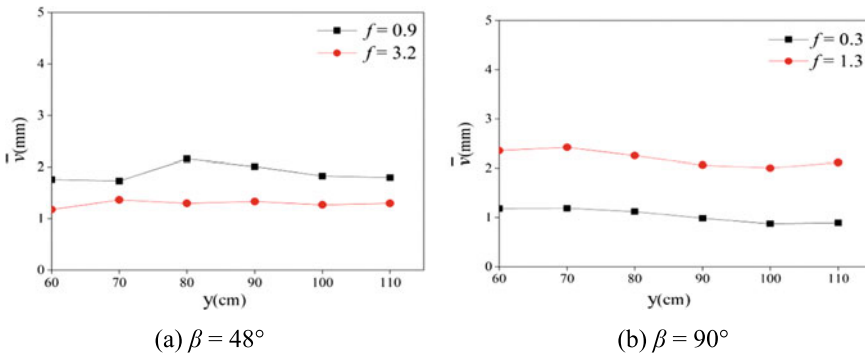 5
4
3
2
1
0
v̅(mm)
f = 0.9
f = 3.2
60 70 80 90 100 110
y(cm)
(a) β = 48°
5
4
3
2
1
0
v̅(mm)
f = 0.3
f = 1.3
60 70 80 90 100 110
y(cm)
(b) β = 90°